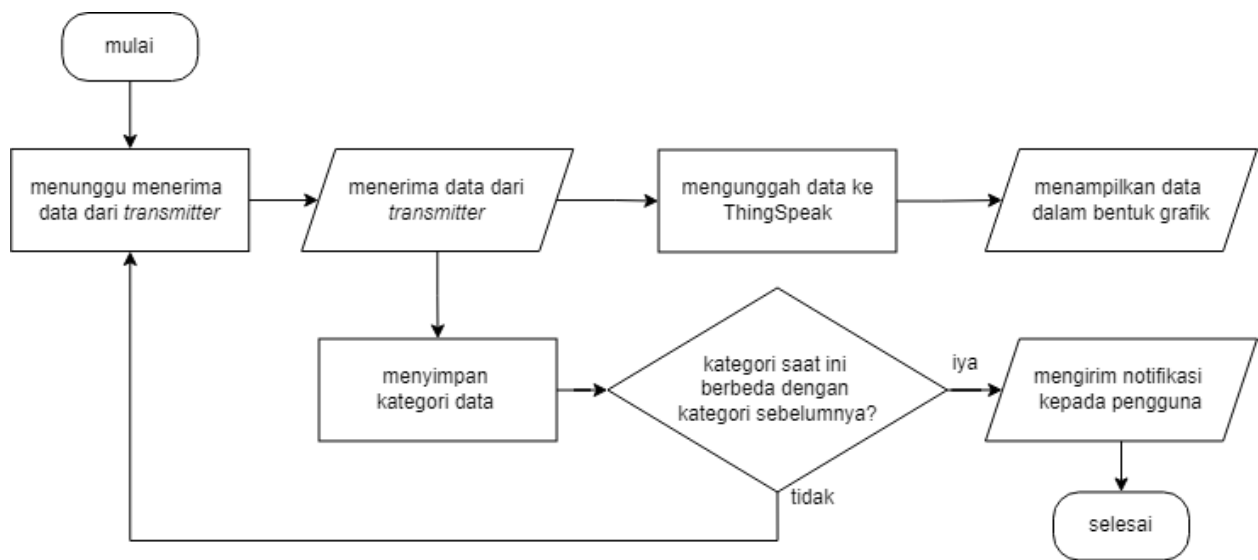 mulai
menunggu menerima
data dari transmitter
menerima data dari
transmitter
mengunggah data ke
ThingSpeak
menampilkan data
dalam bentuk grafik
menyimpan
kategori data
kategori saat ini
berbeda dengan
kategori sebelumnya?
iya
mengirim notifikasi
kepada pengguna
tidak
selesai